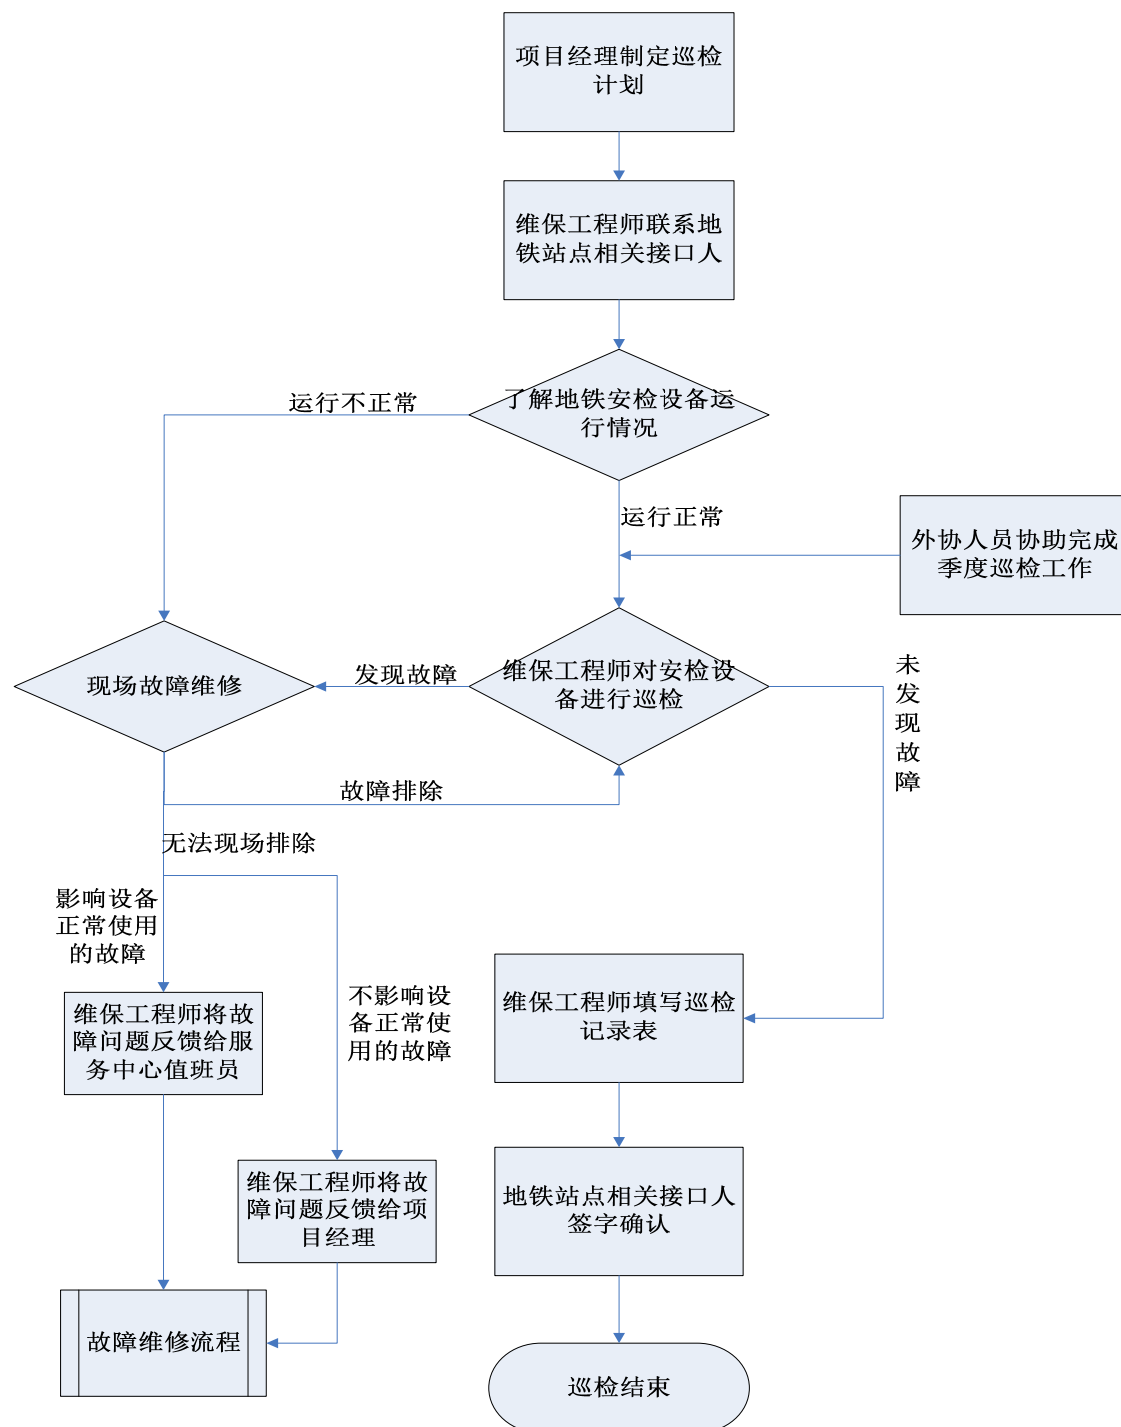 项目经理制定巡检
计划
维保工程师联系地
铁站点相关接口人
了解地铁安检设备运
行情况
运行不正常
运行正常
外协人员协助完成
季度巡检工作
维保工程师对安检设
备进行巡检
发现故障
现场故障维修
未
发
现
故
障
故障排除
无法现场排除
影响设备
正常使用
的故障
不影响设
备正常使
用的故障
维保工程师将故
障问题反馈给服
务中心值班员
维保工程师填写巡检
记录表
维保工程师将故
障问题反馈给项
目经理
地铁站点相关接口人
签字确认
故障维修流程
巡检结束